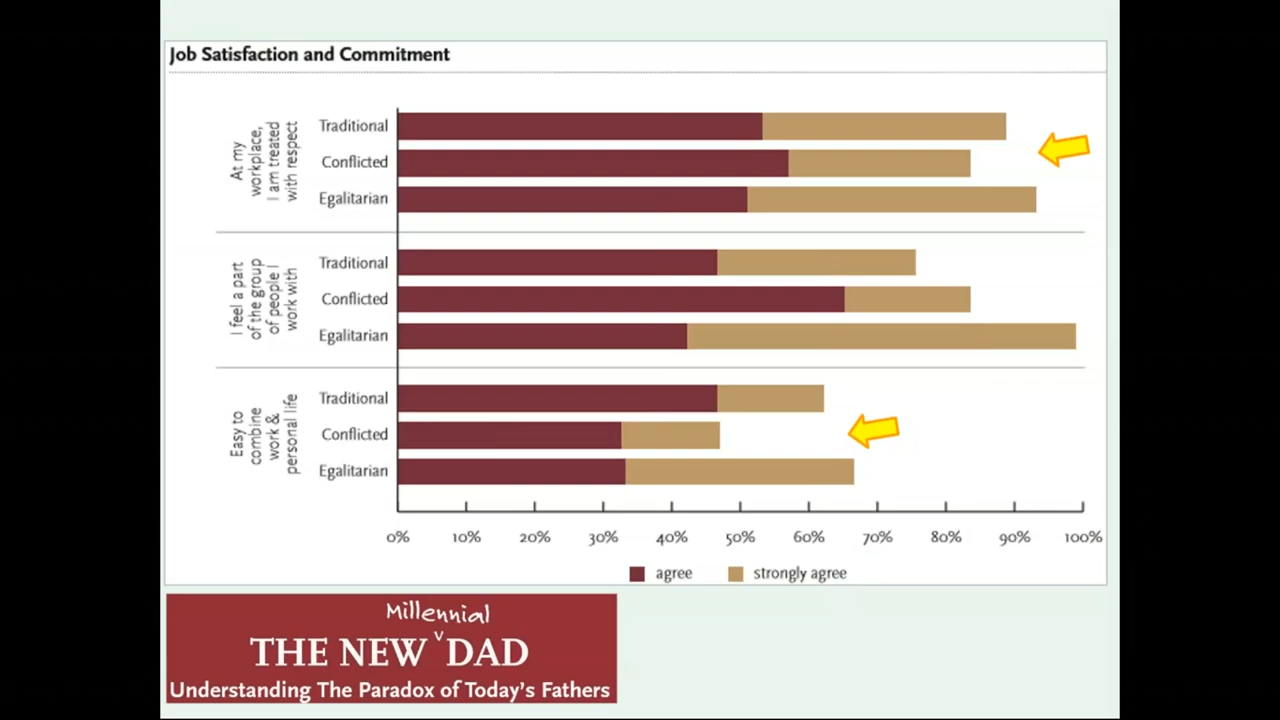 Job Satisfaction and Commitment
At my
workplace,
I am treated
with respect
Traditional
Conflicted
Egalitarian
I feel a part
of the group
of people I
work with
Traditional
Conflicted
Egalitarian
Easy to
combine
work &
personal life
Traditional
Conflicted
Egalitarian
0% 10% 20% 30% 40% 50% 60% 70% 80% 90% 100%
agree strongly agree
Millennial
THE NEW ˅ DAD
Understanding The Paradox of Today's Fathers